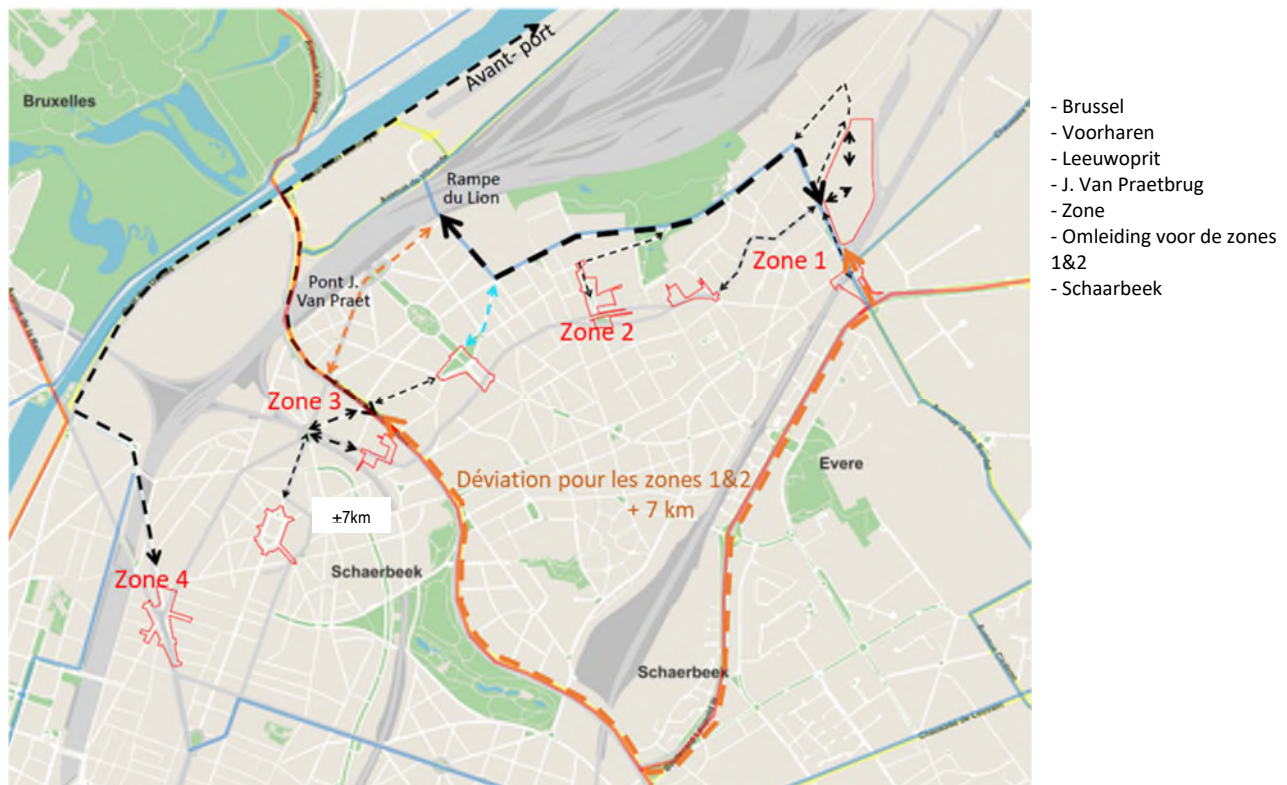 Bruxelles
Avant- port
Rampe
du Lion
Pont J.
Van Praet
Zone 1
Zone 2
Zone 3
Evere
Déviation pour les zones 1&2
+ 7 km
±7km
Schaerbeek
Zone 4
Schaerbeek
- Brussel
- Voorharen
- Leeuwoprit
- J. Van Praetbrug
- Zone
- Omleiding voor de zones
1&2
- Schaarbeek